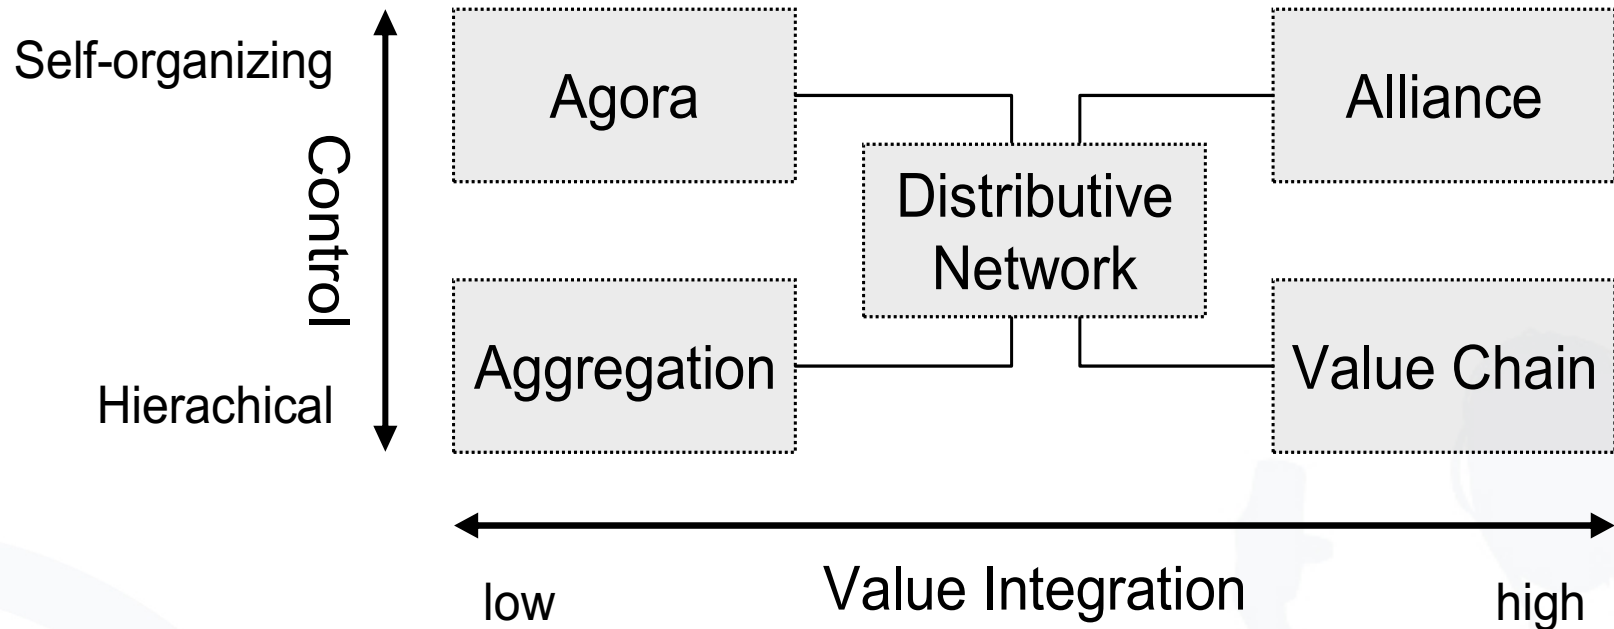 Self-organizing
Agora
Alliance
Control
Distributive
Network
Aggregation
Value Chain
Hierachical
low
Value Integration
high